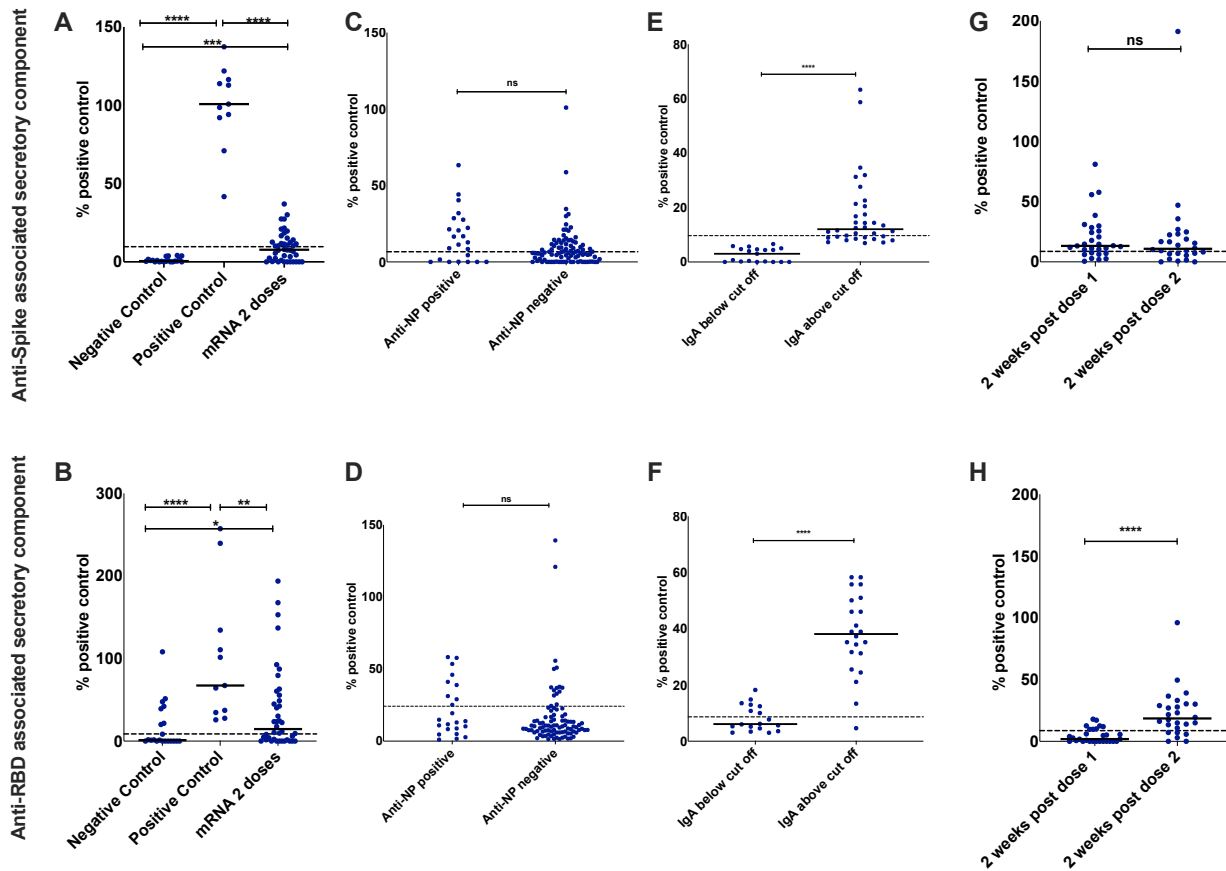 Anti-Spike associated secretory component
A
% positive control
150
100
50
0
****
****
***
Negative Control
Positive Control
mRNA 2 doses
C
% positive control
150
100
50
0
ns
Anti-NP positive
Anti-NP negative
E
% positive control
80
60
40
20
0
****
IgA below cut off
IgA above cut off
G
% positive control
200
150
100
50
0
ns
2 weeks post dose 1
2 weeks post dose 2
Anti-RBD associated secretory component
B
% positive control
300
200
100
0
****
**
*
Negative Control
Positive Control
mRNA 2 doses
D
% positive control
150
100
50
0
ns
Anti-NP positive
Anti-NP negative
F
% positive control
80
60
40
20
0
****
IgA below cut off
IgA above cut off
H
% positive control
200
150
100
50
0
****
2 weeks post dose 1
2 weeks post dose 2